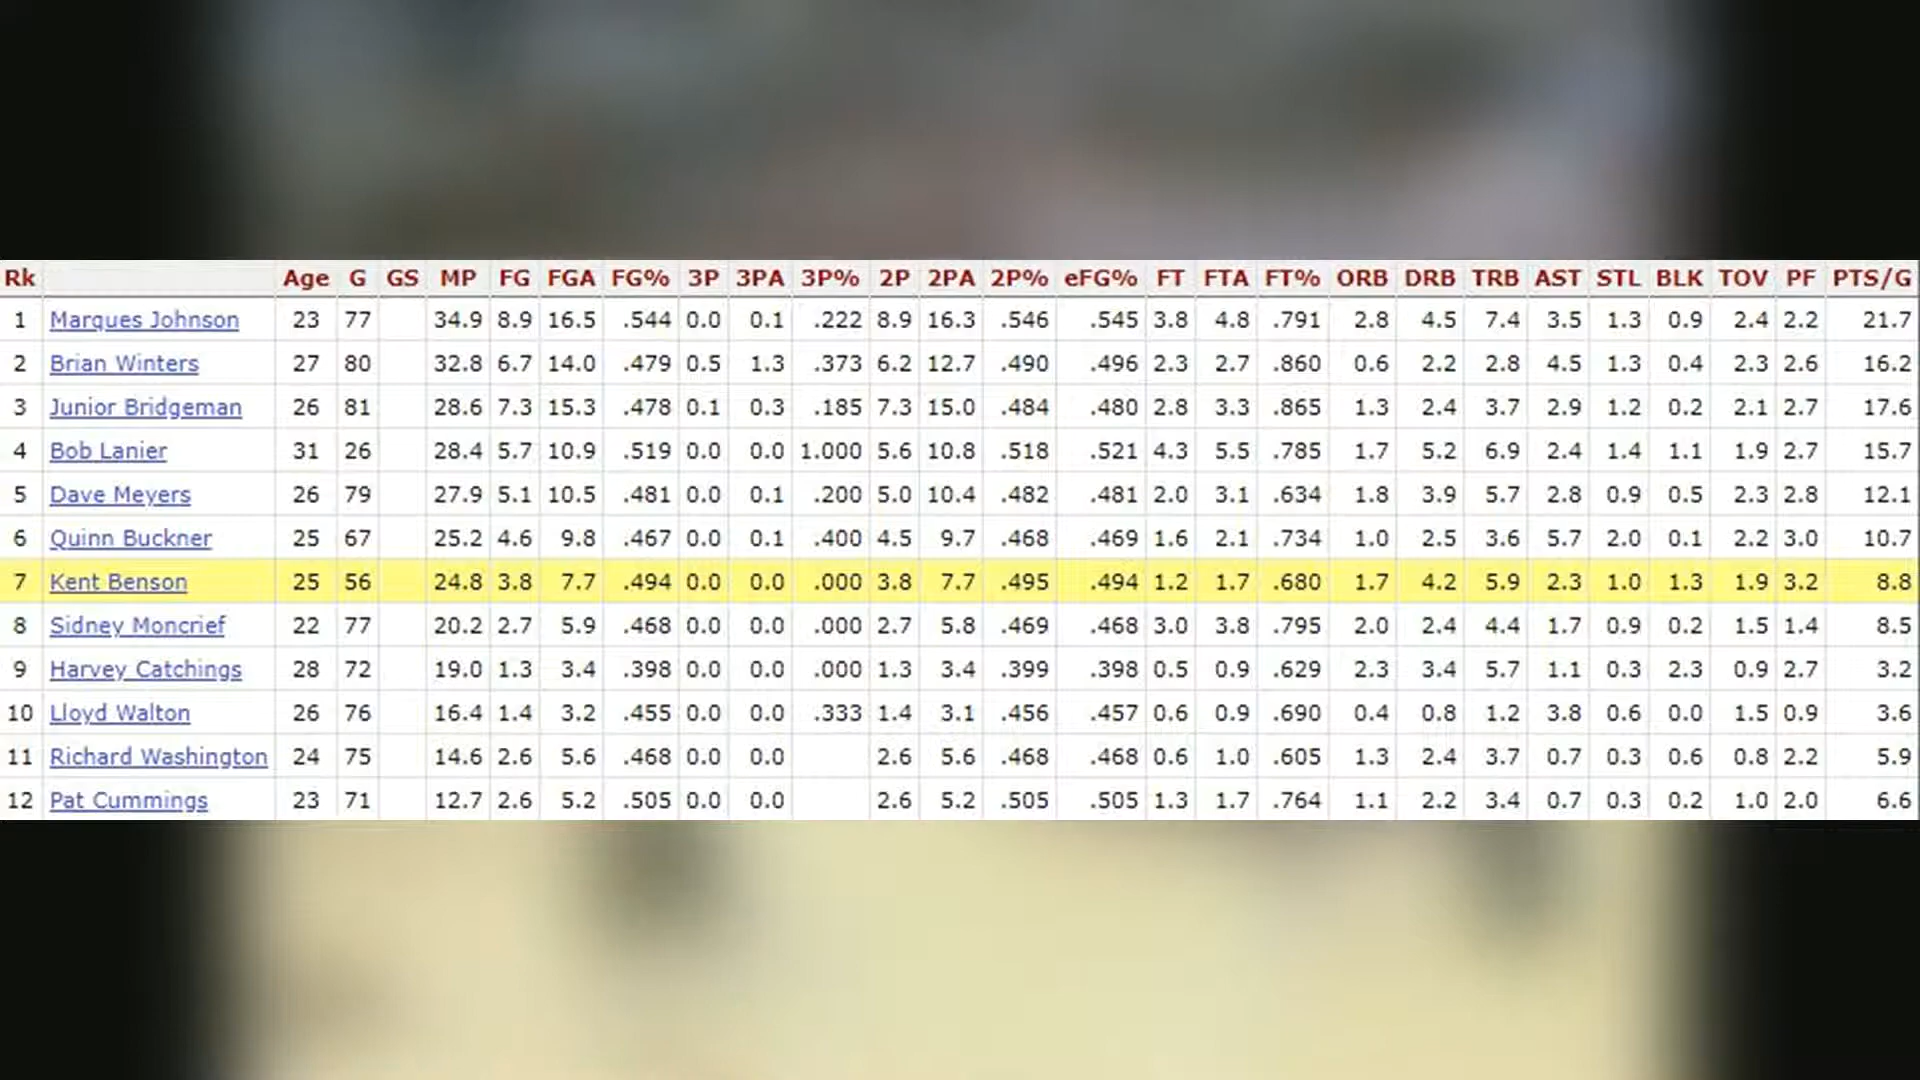 Rk Age G GS MP FG FGA FG% 3P 3PA 3P% 2P 2PA 2P% eFG% FT FTA FT% ORB DRB TRB AST STL BLK TOV PF PTS/G
1 Marques Johnson 23 77 34.9 8.9 16.5 .544 0.0 0.1 .222 8.9 16.3 .546 .545 3.8 4.8 .791 2.8 4.5 7.4 3.5 1.3 0.9 2.4 2.2 21.7
2 Brian Winters 27 80 32.8 6.7 14.0 .479 0.5 1.3 .373 6.2 12.7 .490 .496 2.3 2.7 .860 0.6 2.2 2.8 4.5 1.3 0.4 2.3 2.6 16.2
3 Junior Bridgeman 26 81 28.6 7.3 15.3 .478 0.1 0.3 .185 7.3 15.0 .484 .480 2.8 3.3 .865 1.3 2.4 3.7 2.9 1.2 0.2 2.1 2.7 17.6
4 Bob Lanier 31 26 28.4 5.7 10.9 .519 0.0 0.0 1.000 5.6 10.8 .518 .521 4.3 5.5 .785 1.7 5.2 6.9 2.4 1.4 1.1 1.9 2.7 15.7
5 Dave Meyers 26 79 27.9 5.1 10.5 .481 0.0 0.1 .200 5.0 10.4 .482 .481 2.0 3.1 .634 1.8 3.9 5.7 2.8 0.9 0.5 2.3 2.8 12.1
6 Quinn Buckner 25 67 25.2 4.6 9.8 .467 0.0 0.1 .400 4.5 9.7 .468 .469 1.6 2.1 .734 1.0 2.5 3.6 5.7 2.0 0.1 2.2 3.0 10.7
7 Kent Benson 25 56 24.8 3.8 7.7 .494 0.0 0.0 .000 3.8 7.7 .495 .494 1.2 1.7 .680 1.7 4.2 5.9 2.3 1.0 1.3 1.9 3.2 8.8
8 Sidney Moncrief 22 77 20.2 2.7 5.9 .468 0.0 0.0 .000 2.7 5.8 .469 .468 3.0 3.8 .795 2.0 2.4 4.4 1.7 0.9 0.2 1.5 1.4 8.5
9 Harvey Catchings 28 72 19.0 1.3 3.4 .398 0.0 0.0 .000 1.3 3.4 .399 .398 0.5 0.9 .629 2.3 3.4 5.7 1.1 0.3 2.3 0.9 2.7 3.2
10 Lloyd Walton 26 76 16.4 1.4 3.2 .455 0.0 0.0 .333 1.4 3.1 .456 .457 0.6 0.9 .690 0.4 0.8 1.2 3.8 0.6 0.0 1.5 0.9 3.6
11 Richard Washington 24 75 14.6 2.6 5.6 .468 0.0 0.0 2.6 5.6 .468 .468 0.6 1.0 .605 1.3 2.4 3.7 0.7 0.3 0.6 0.8 2.2 5.9
12 Pat Cummings 23 71 12.7 2.6 5.2 .505 0.0 0.0 2.6 5.2 .505 .505 1.3 1.7 .764 1.1 2.2 3.4 0.7 0.3 0.2 1.0 2.0 6.6